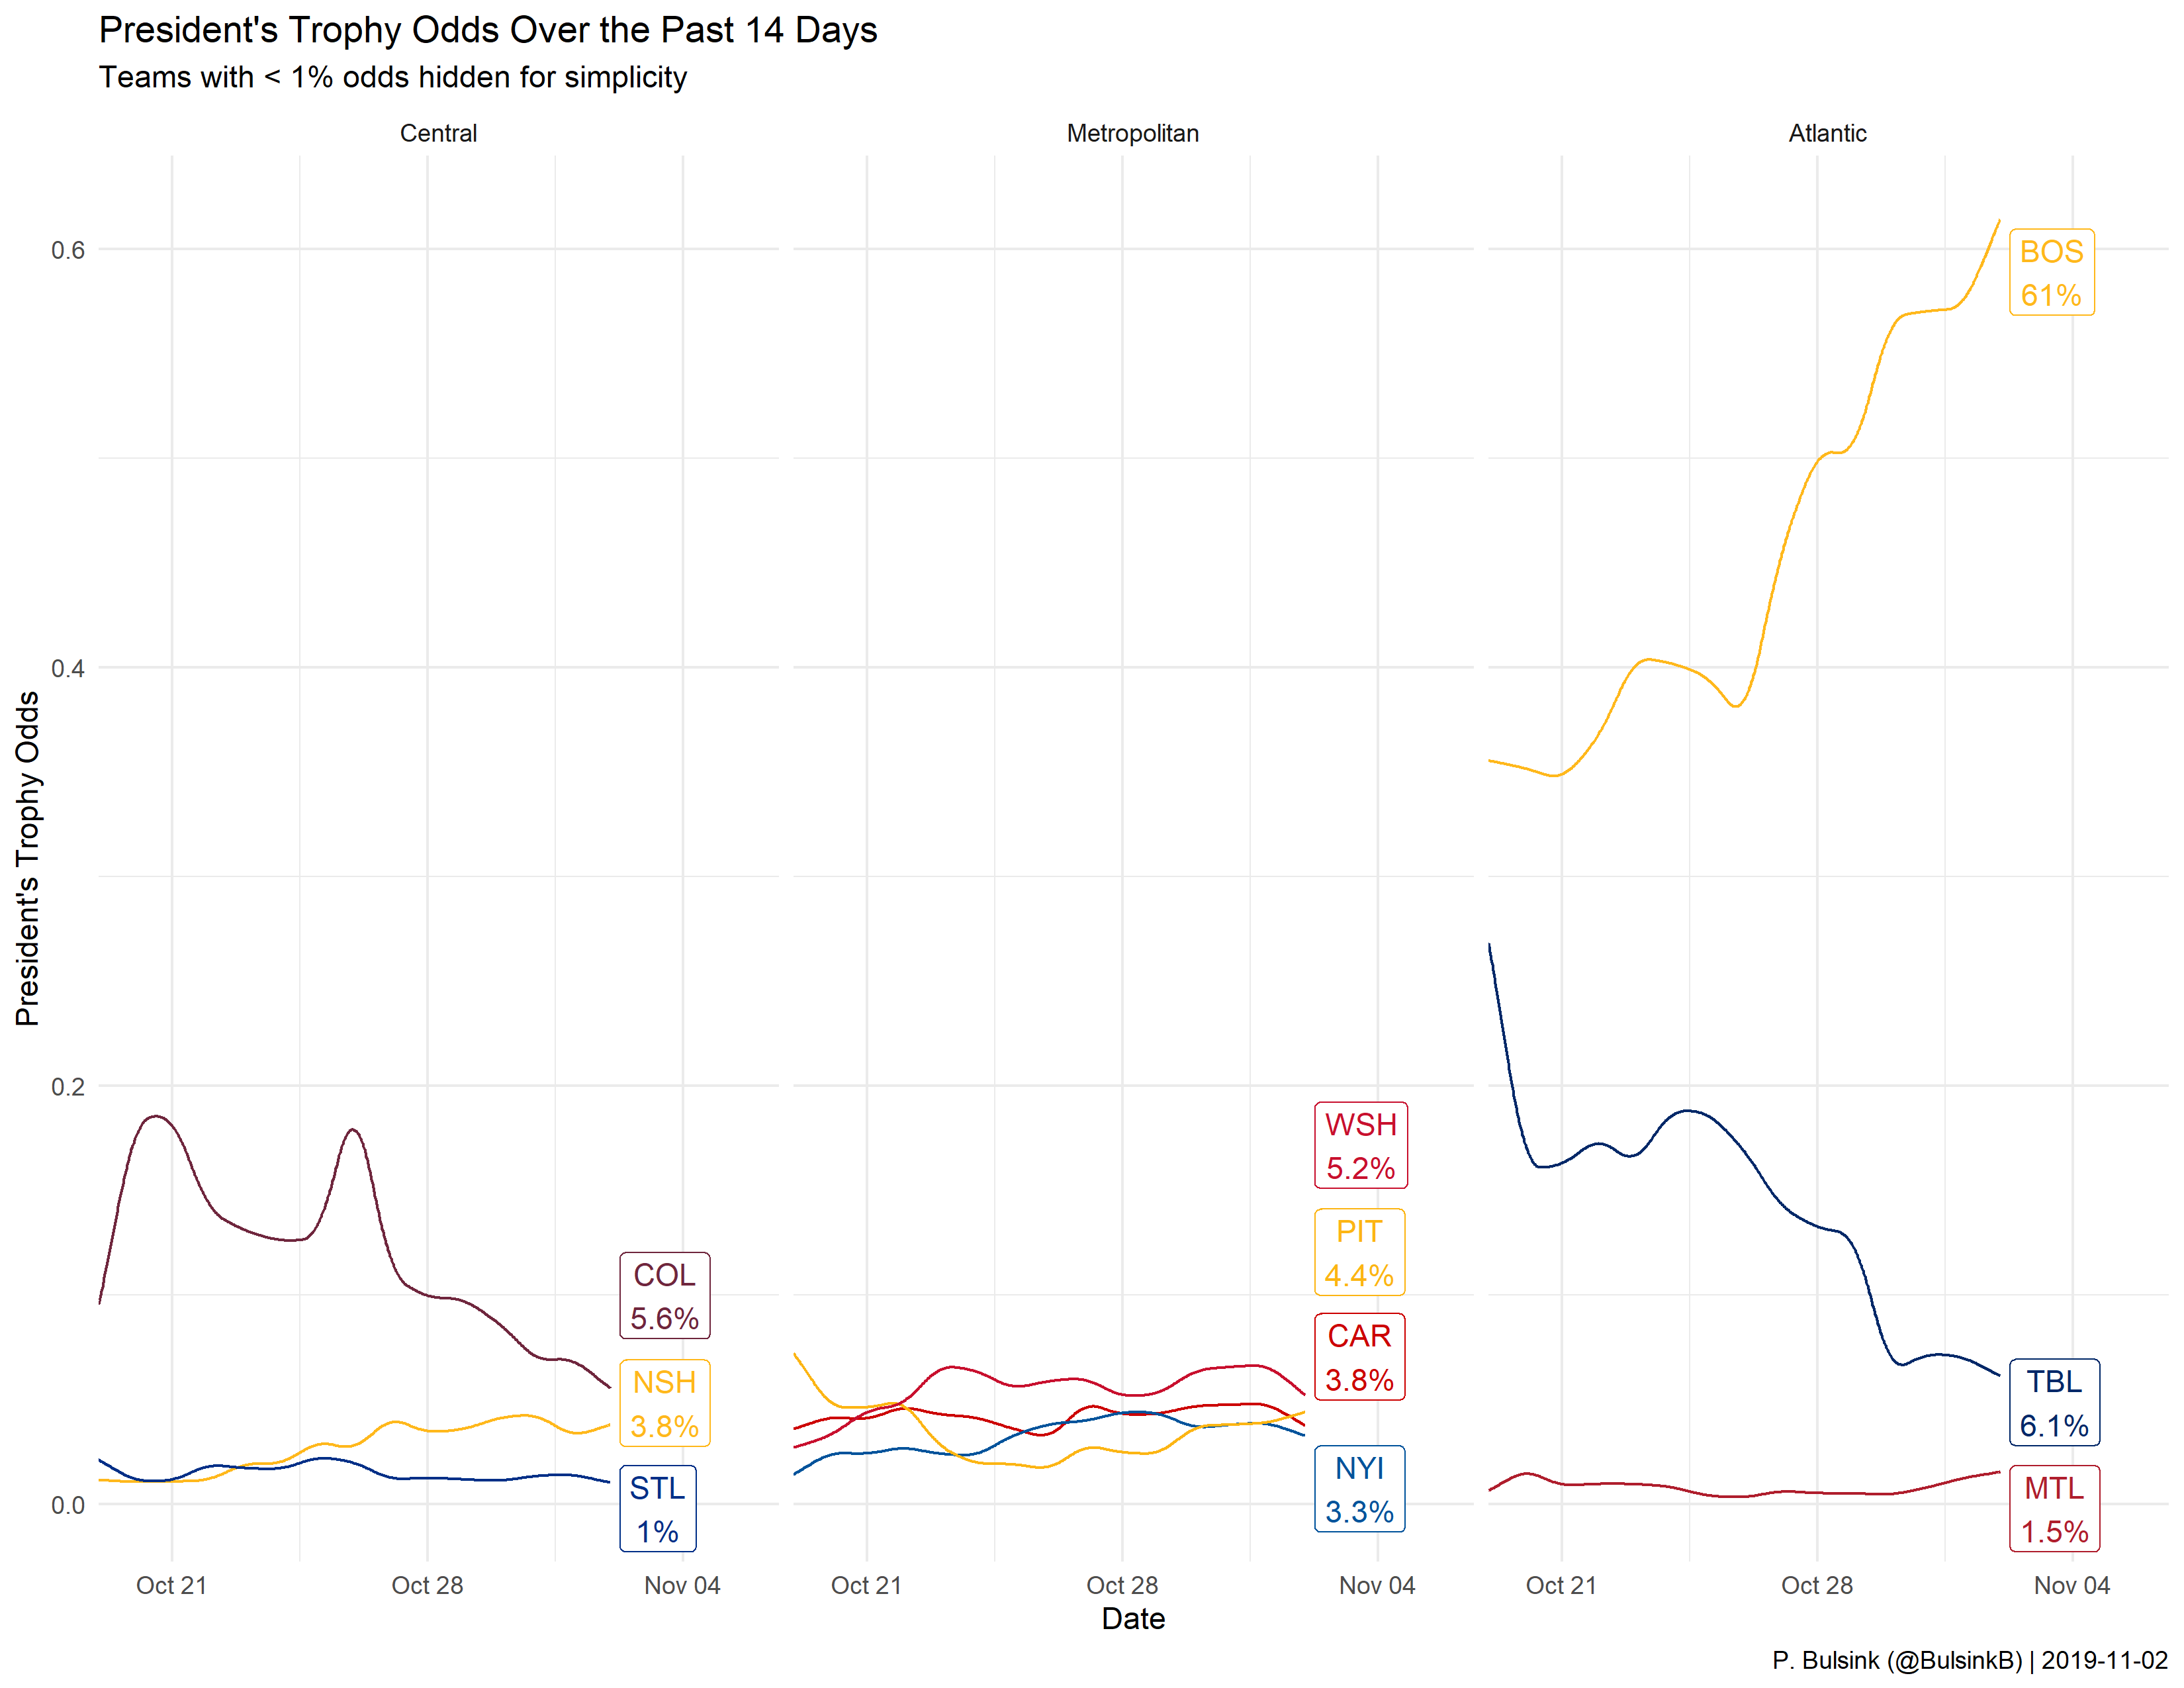 President's Trophy Odds Over the Past 14 Days
Teams with < 1% odds hidden for simplicity
Central
Metropolitan
Atlantic
President's Trophy Odds
0.6
0.4
0.2
0.0
COL
5.6%
NSH
3.8%
STL
1%
WSH
5.2%
PIT
4.4%
CAR
3.8%
NYI
3.3%
BOS
61%
TBL
6.1%
MTL
1.5%
Oct 21
Oct 28
Nov 04
Oct 21
Oct 28
Nov 04
Oct 21
Oct 28
Nov 04
Date
P. Bulsink (@BulsinkB) | 2019-11-02